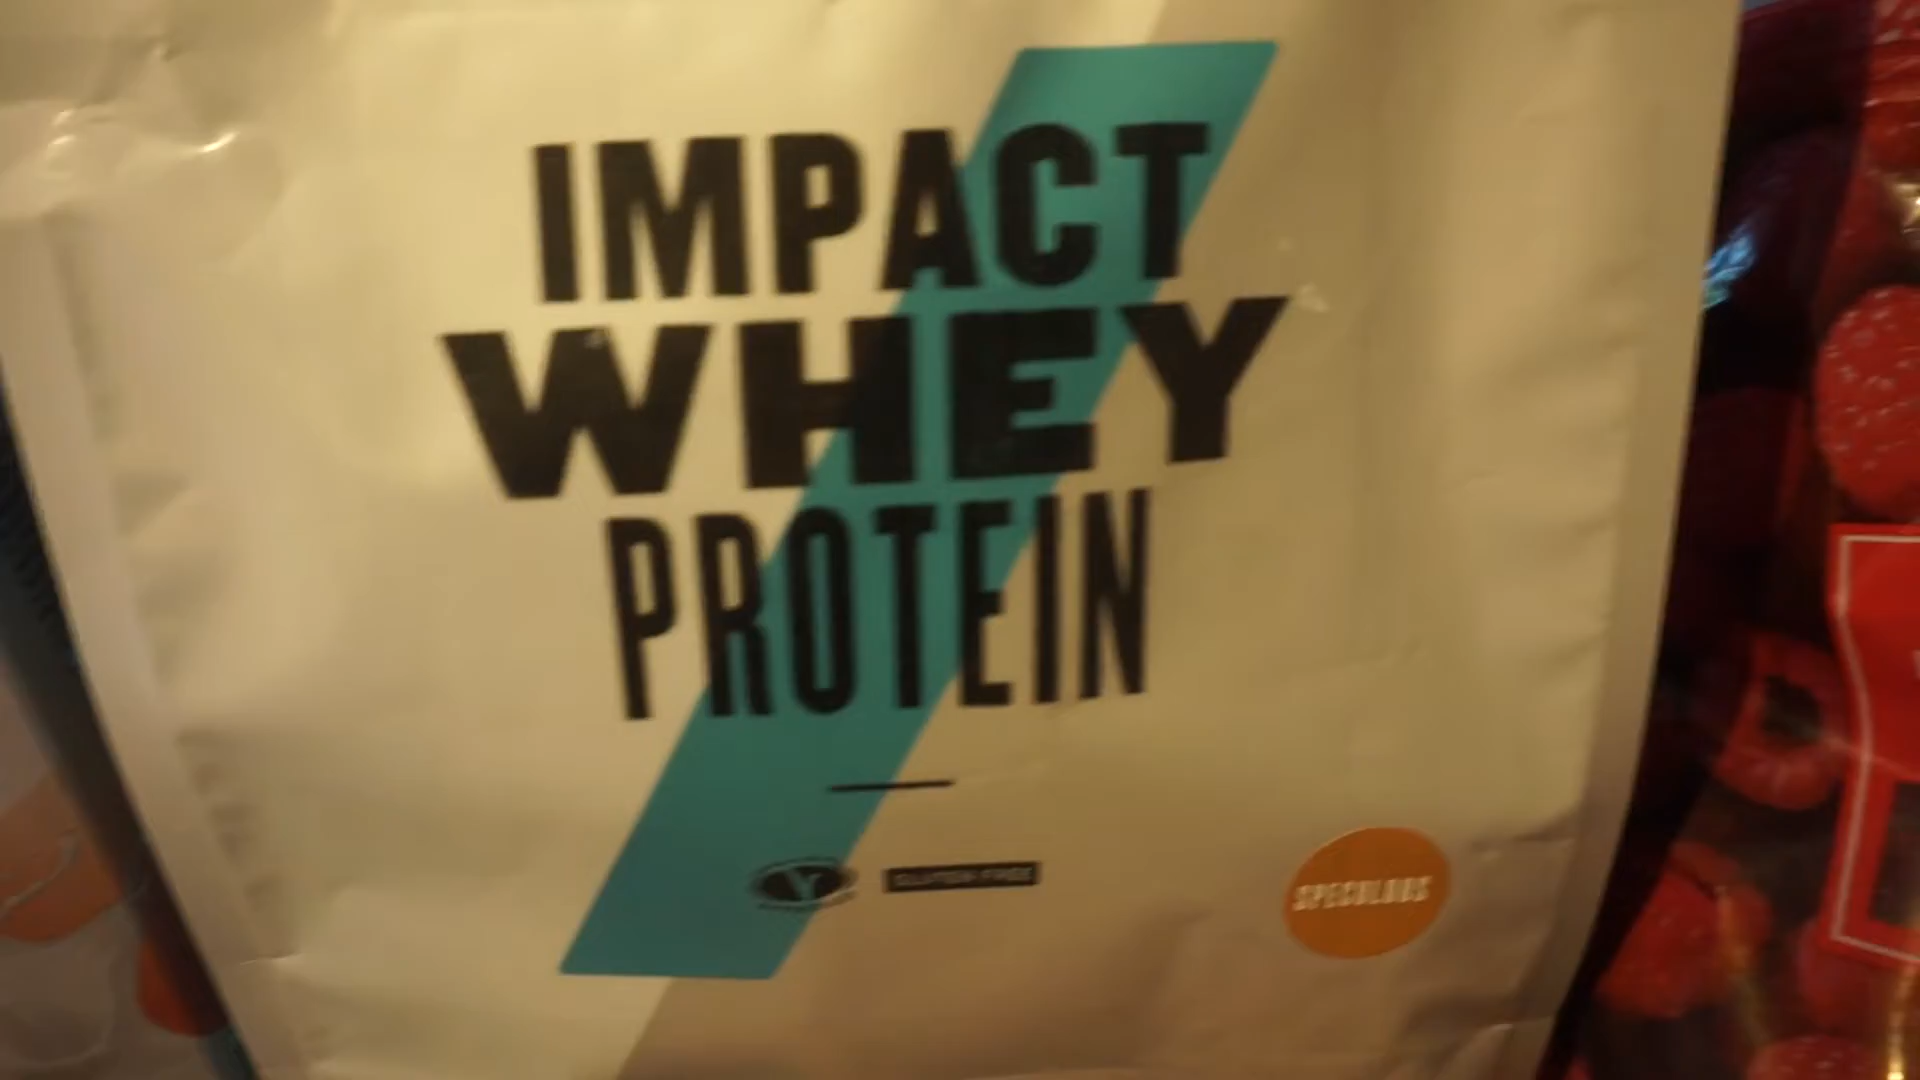 IMPACT
WHEY
PROTEIN
V
GLUTEN FREE
SPECULOOS